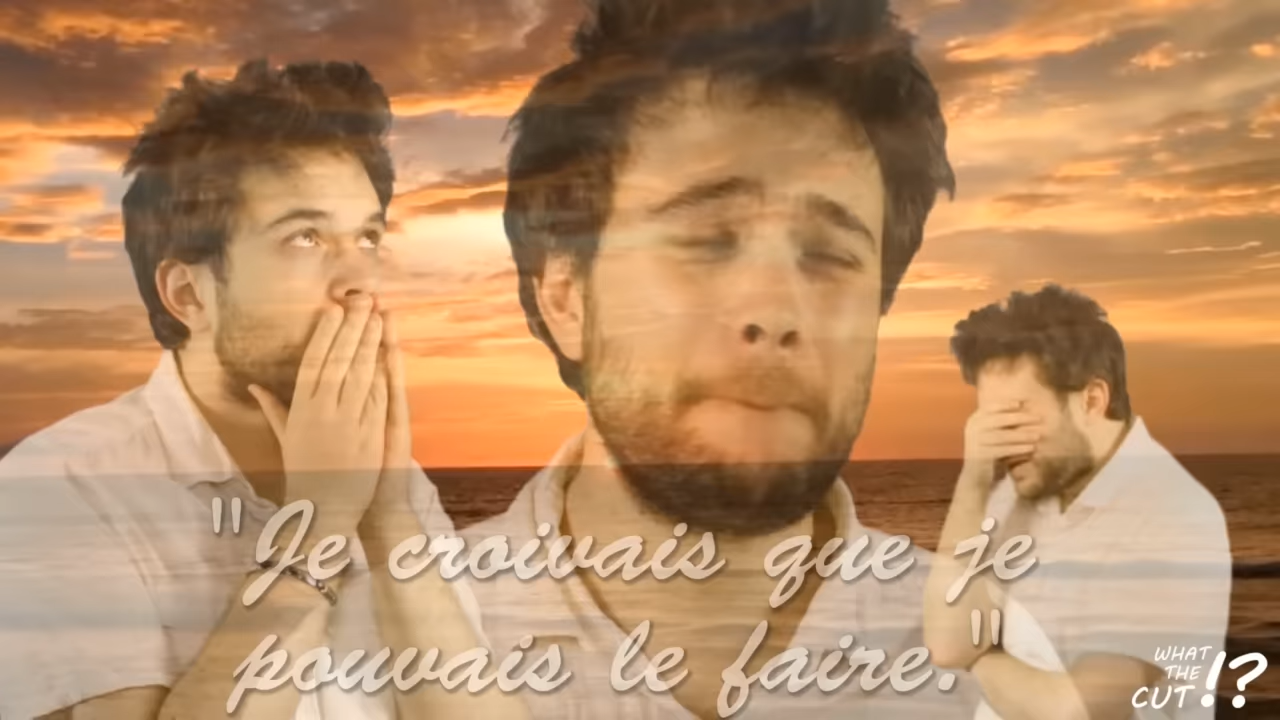 "Je croivais que je
pouvais le faire."
WHAT
THE
CUT !?